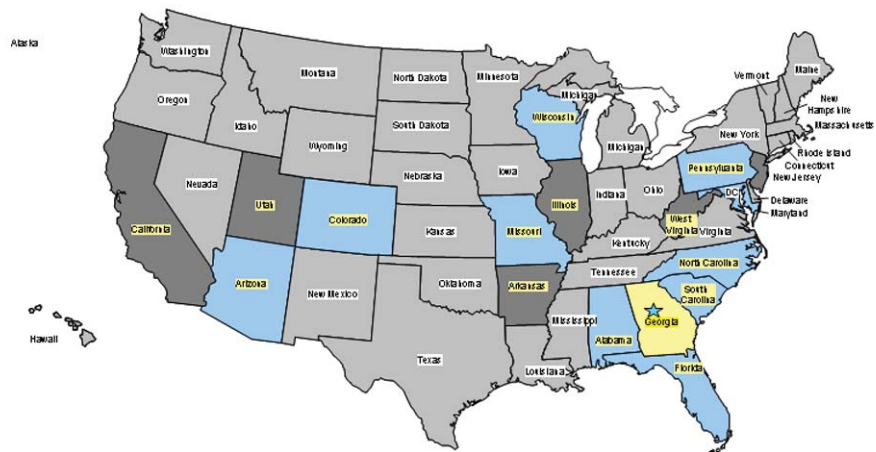 Alaska
Washington
Montana
North Dakota
Minnesota
Michigan
Maine
Vermont
New
Hampshire
Massachusetts
Oregon
Idaho
South Dakota
Wisconsin
Michigan
New York
Rhode Island
Connecticut
New Jersey
Wyoming
Nebraska
Iowa
Pennsylvania
Nevada
Utah
Colorado
Illinois
Indiana
Ohio
DC
Delaware
Maryland
California
Kansas
Missouri
West
Virginia
Virginia
Kentucky
Arizona
New Mexico
Oklahoma
Arkansas
Tennessee
North Carolina
South
Carolina
Hawaii
Texas
Mississippi
Alabama
Georgia
Louisiana
Florida